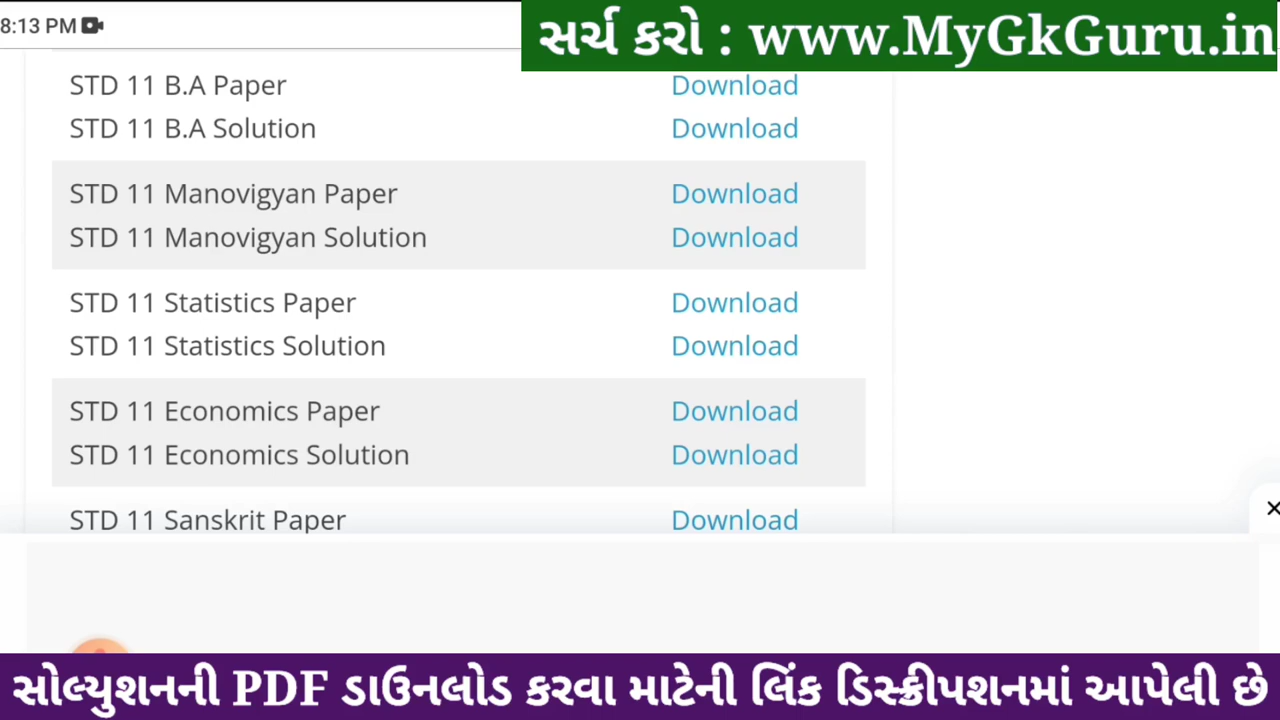 8:13 PM
સર્ચ કરો : www.MyGkGuru.in
STD 11 B.A Paper Download
STD 11 B.A Solution Download
STD 11 Manovigyan Paper Download
STD 11 Manovigyan Solution Download
STD 11 Statistics Paper Download
STD 11 Statistics Solution Download
STD 11 Economics Paper Download
STD 11 Economics Solution Download
STD 11 Sanskrit Paper Download
સોલ્યુશનની PDF ડાઉનલોડ કરવા માટેની લિંક ડિસ્ક્રીપશનમાં આપેલી છે